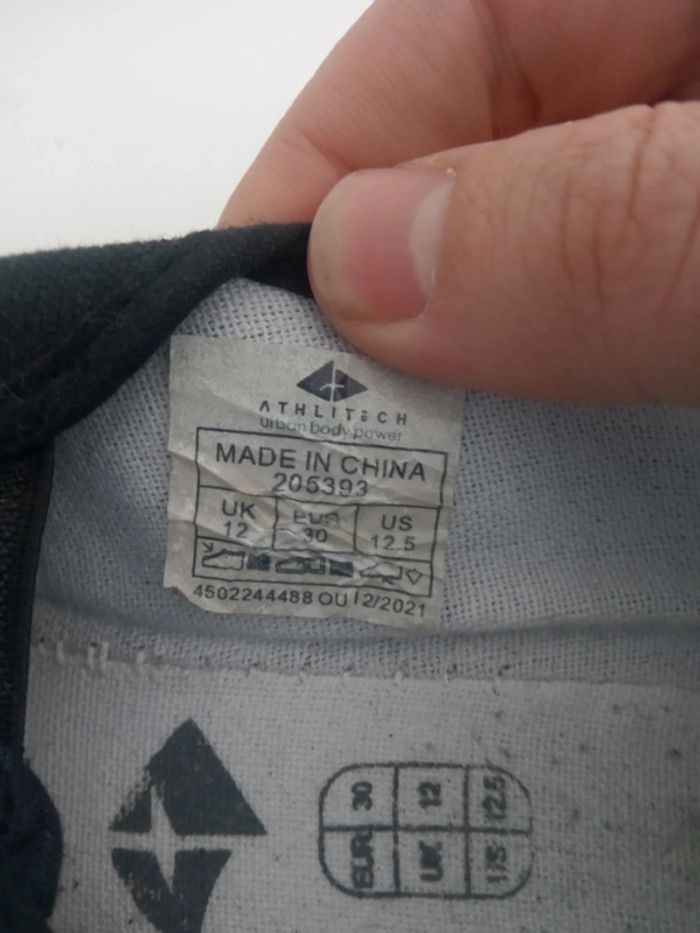 ATHLITECH
urban body power
MADE IN CHINA
205393
UK EUR US
12 30 12.5
4502244488 OU 12/2021
30 12 12.5
EUR UK US